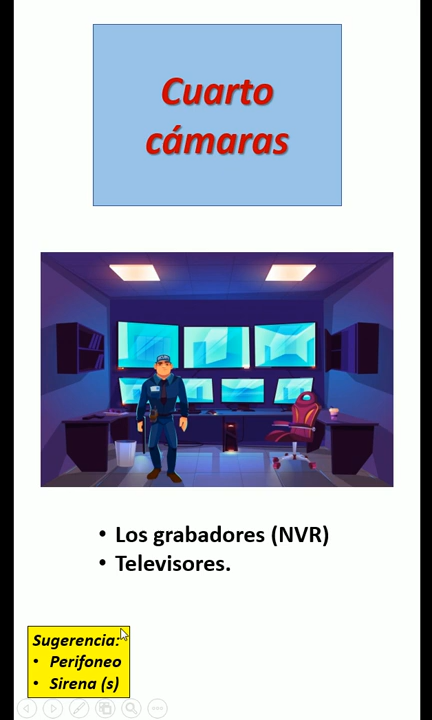 Cuarto
cámaras
• Los grabadores (NVR)
• Televisores.
Sugerencia:
• Perifoneo
• Sirena (s)